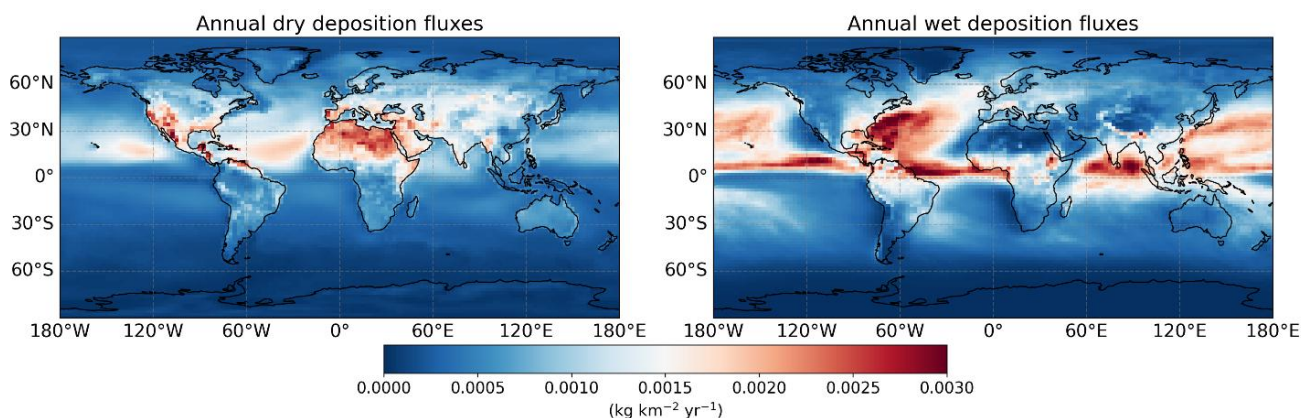 Annual dry deposition fluxes
Annual wet deposition fluxes
60°N
30°N
0°
30°S
60°S
180°W 120°W 60°W 0° 60°E 120°E 180°E
60°N
30°N
0°
30°S
60°S
180°W 120°W 60°W 0° 60°E 120°E 180°E
0.0000 0.0005 0.0010 0.0015 0.0020 0.0025 0.0030
(kg km⁻² yr⁻¹)